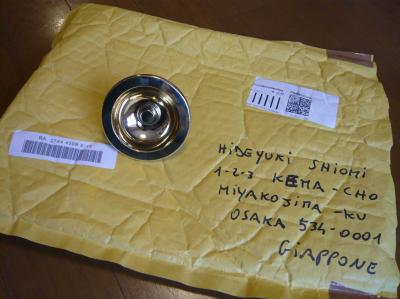 HiDEYUKi SHiOMi
1-2-3 KEMA-CHO
MiYAKOJiMA-KU
OSAKA 534-0001
GiAPPONE